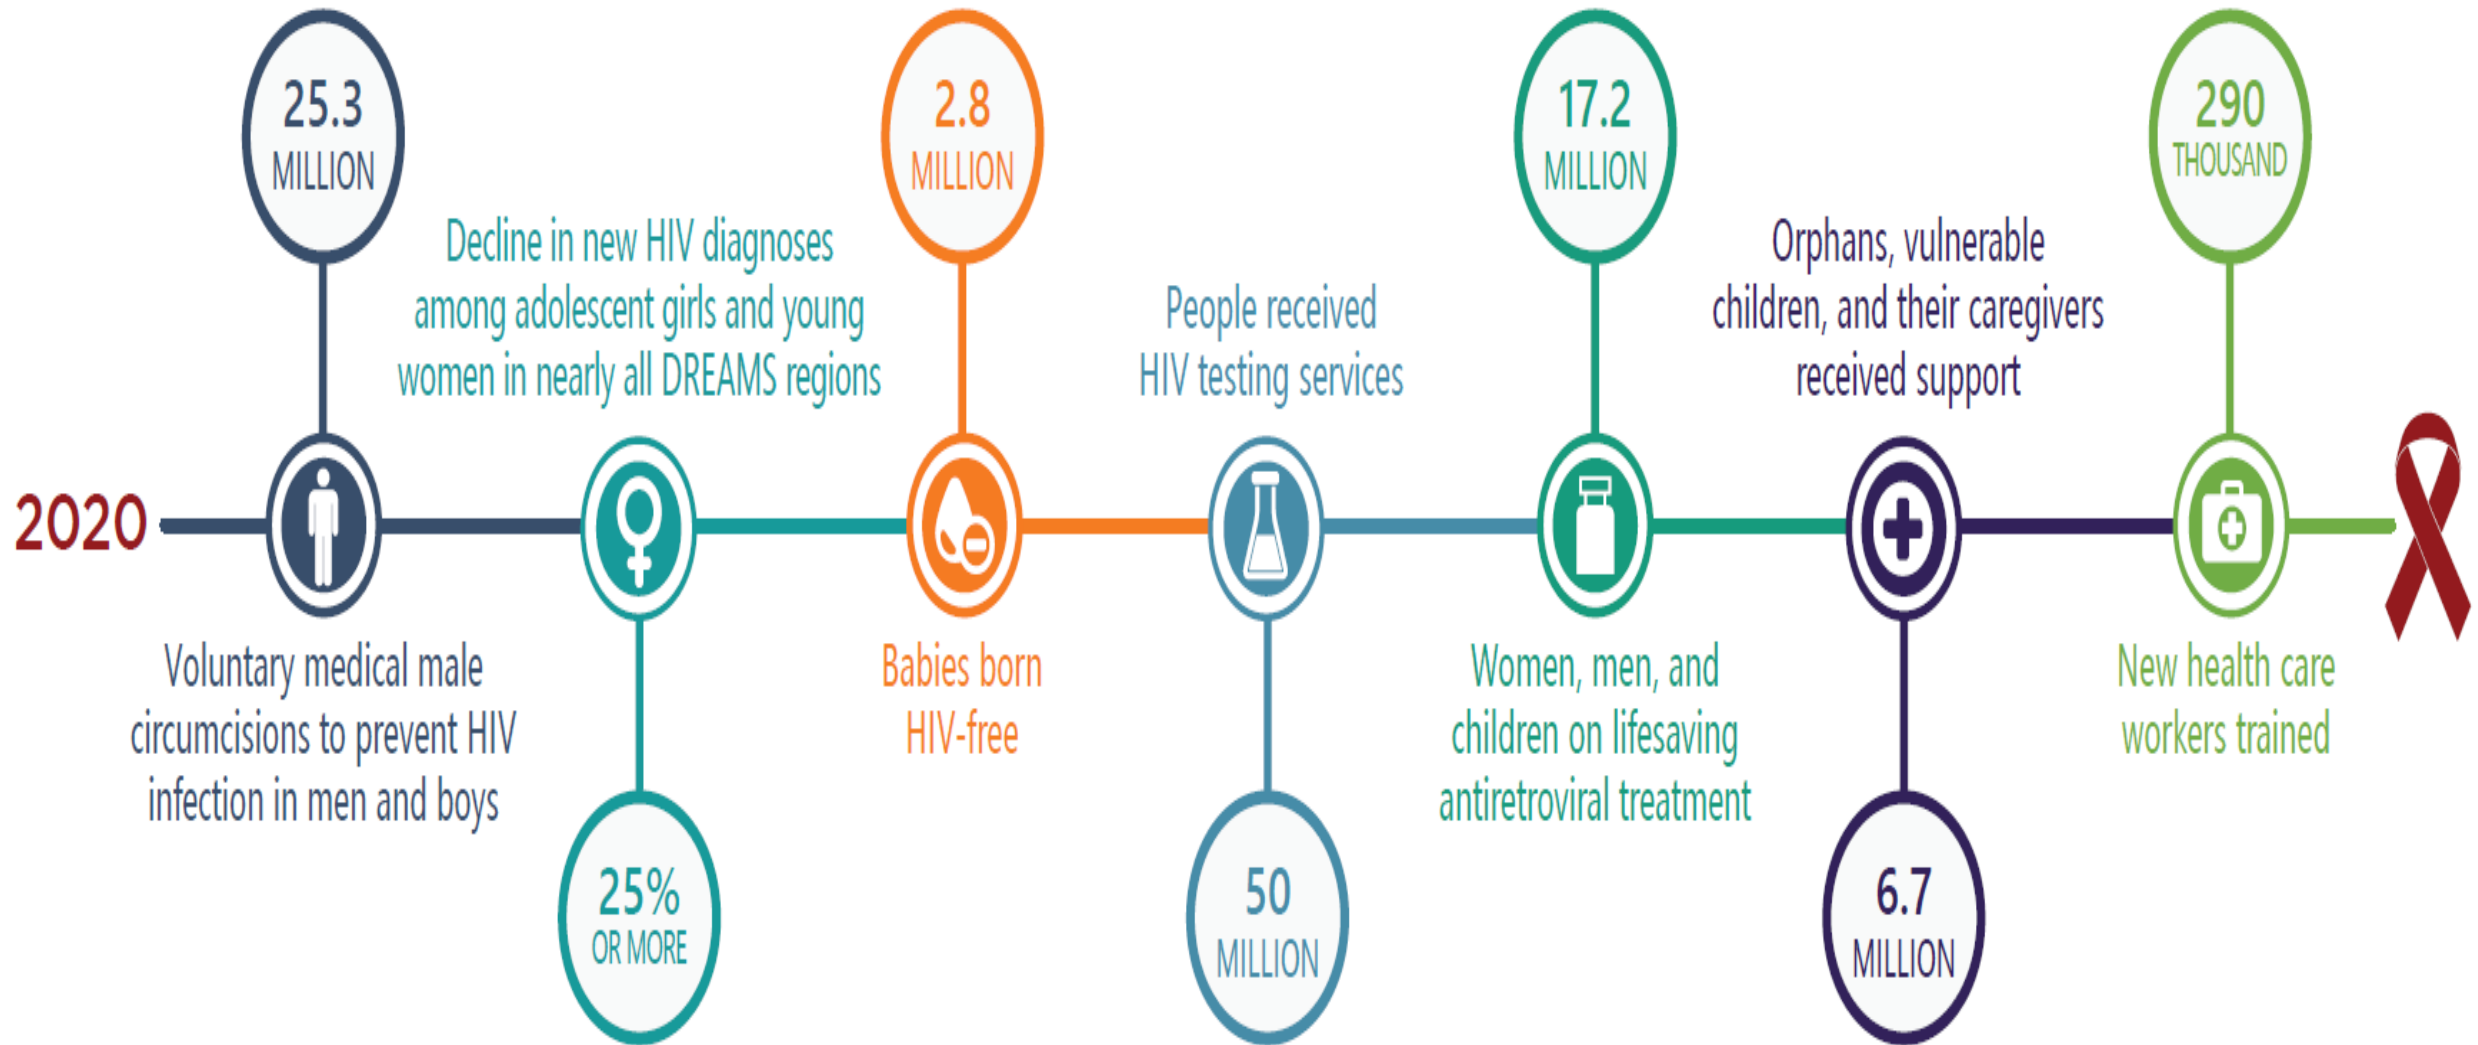 2020
25.3
MILLION
Voluntary medical male
circumcisions to prevent HIV
infection in men and boys
Decline in new HIV diagnoses
among adolescent girls and young
women in nearly all DREAMS regions
25%
OR MORE
2.8
MILLION
Babies born
HIV-free
People received
HIV testing services
50
MILLION
17.2
MILLION
Women, men, and
children on lifesaving
antiretroviral treatment
Orphans, vulnerable
children, and their caregivers
received support
6.7
MILLION
290
THOUSAND
New health care
workers trained